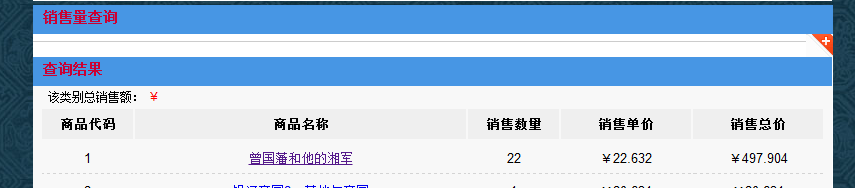 销售量查询
查询结果
该类别总销售额： ￥
商品代码 商品名称 销售数量 销售单价 销售总价
1 曾国藩和他的湘军 22 ￥22.632 ￥497.904